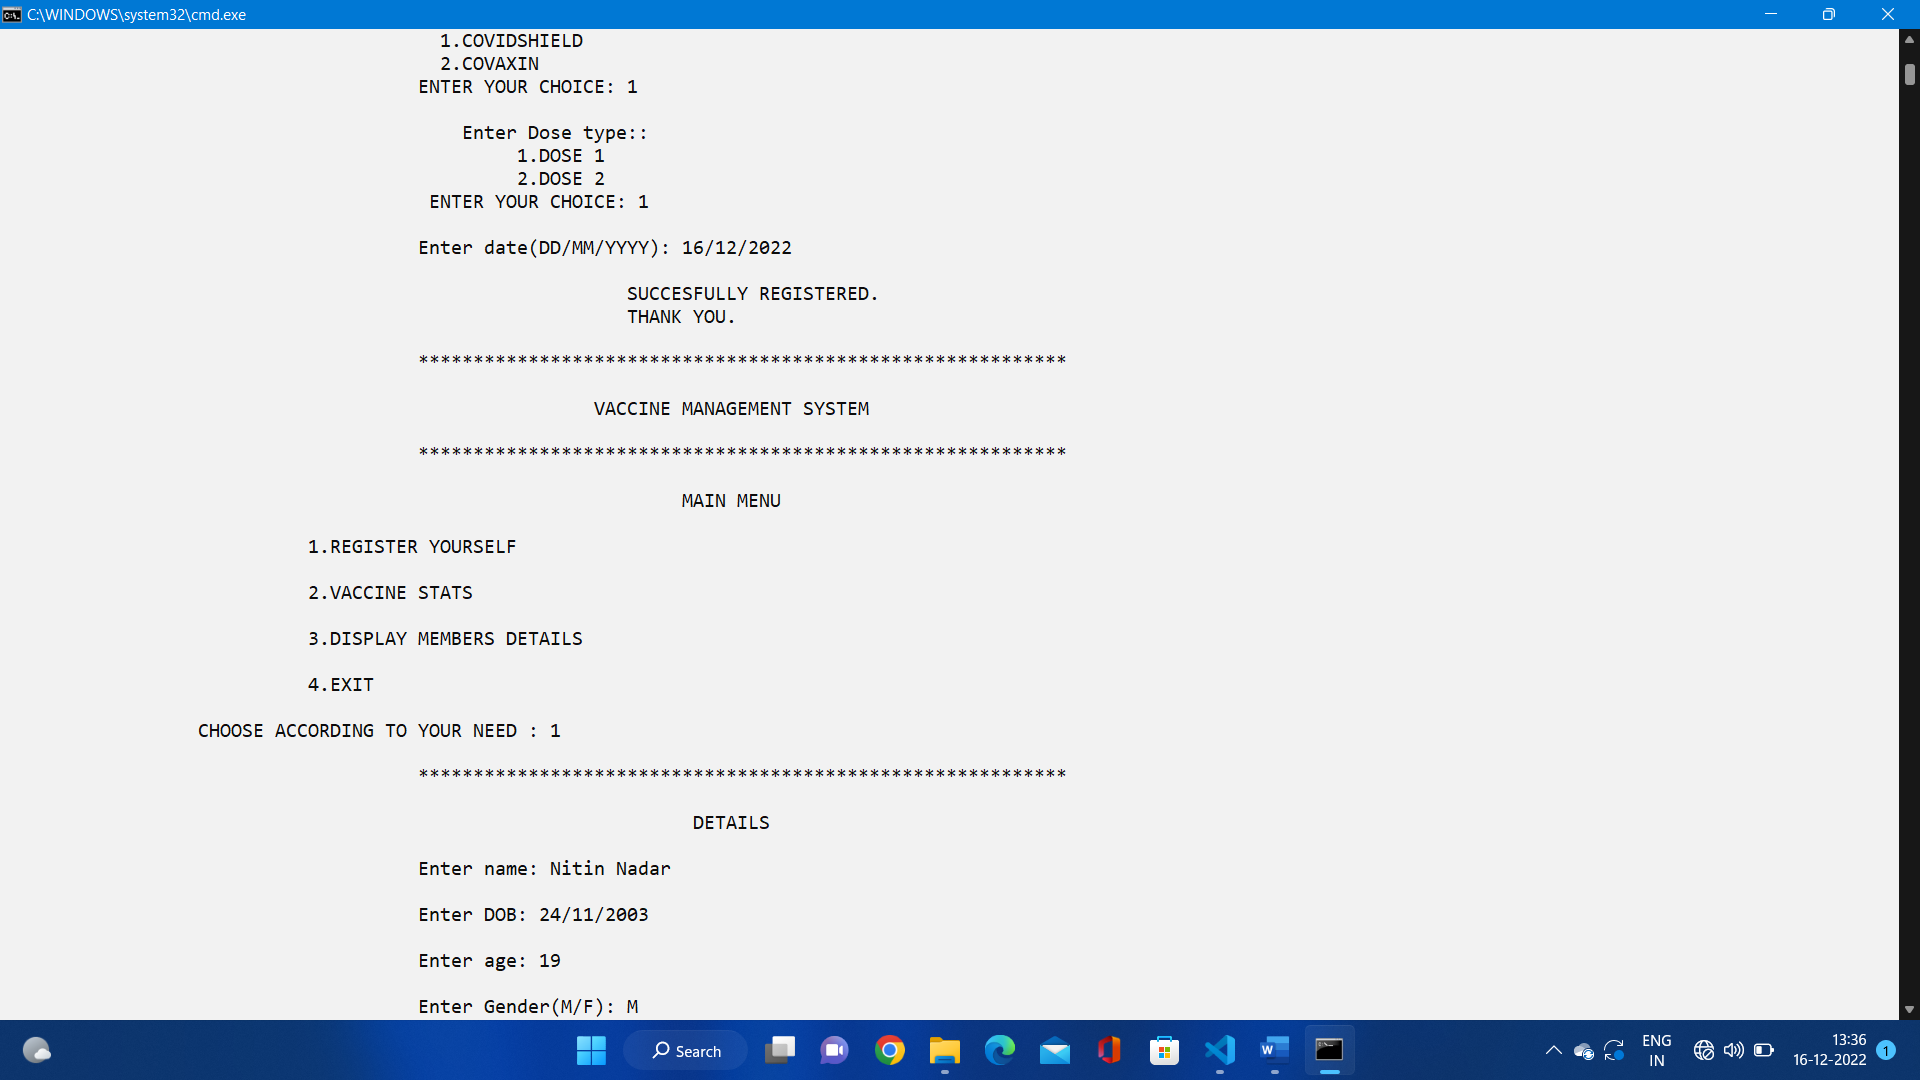 C:\WINDOWS\system32\cmd.exe
1.COVIDSHIELD
2.COVAXIN
ENTER YOUR CHOICE: 1
Enter Dose type::
1.DOSE 1
2.DOSE 2
ENTER YOUR CHOICE: 1
Enter date(DD/MM/YYYY): 16/12/2022
SUCCESFULLY REGISTERED.
THANK YOU.
***********************************************************
VACCINE MANAGEMENT SYSTEM
***********************************************************
MAIN MENU
1.REGISTER YOURSELF
2.VACCINE STATS
3.DISPLAY MEMBERS DETAILS
4.EXIT
CHOOSE ACCORDING TO YOUR NEED : 1
***********************************************************
DETAILS
Enter name: Nitin Nadar
Enter DOB: 24/11/2003
Enter age: 19
Enter Gender(M/F): M
Search
ENG
IN
13:36
16-12-2022
1